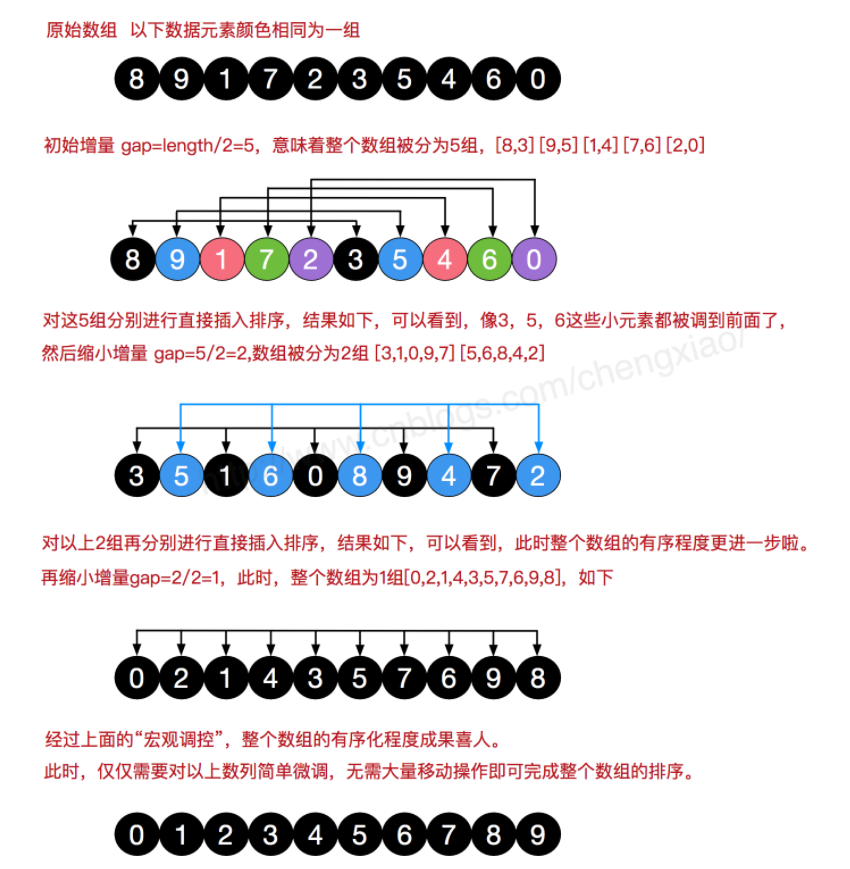 原始数组 以下数据元素颜色相同为一组
8 9 1 7 2 3 5 4 6 0
初始增量 gap=length/2=5，意味着整个数组被分为5组，[8,3] [9,5] [1,4] [7,6] [2,0]
8 9 1 7 2 3 5 4 6 0
对这5组分别进行直接插入排序，结果如下，可以看到，像3，5，6这些小元素都被调到前面了，
然后缩小增量 gap=5/2=2,数组被分为2组 [3,1,0,9,7] [5,6,8,4,2]
http://www.cnblogs.com/chengxiao/
3 5 1 6 0 8 9 4 7 2
对以上2组再分别进行直接插入排序，结果如下，可以看到，此时整个数组的有序程度更进一步啦。
再缩小增量gap=2/2=1，此时，整个数组为1组[0,2,1,4,3,5,7,6,9,8]，如下
0 2 1 4 3 5 7 6 9 8
经过上面的“宏观调控”，整个数组的有序化程度成果喜人。
此时，仅仅需要对以上数列简单微调，无需大量移动操作即可完成整个数组的排序。
0 1 2 3 4 5 6 7 8 9